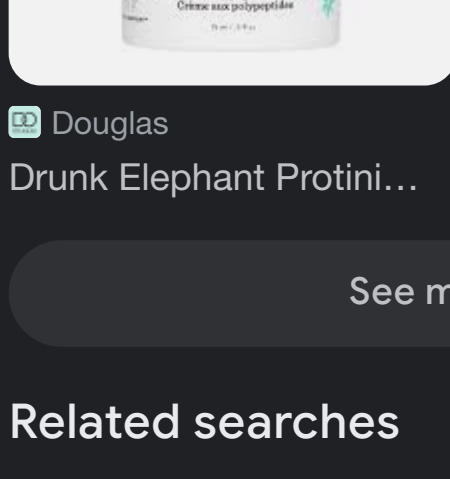 Crème aux polypeptides
Douglas
Drunk Elephant Protini...
See m
Related searches